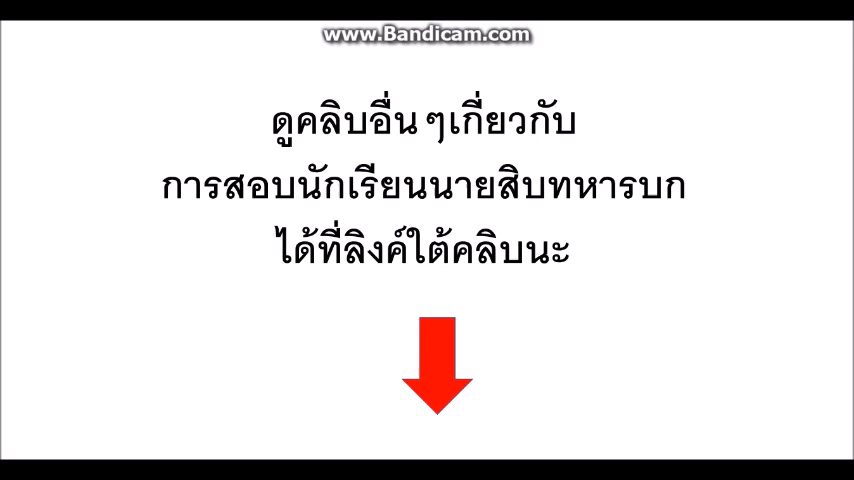 www.Bandicam.com
ดูคลิบอื่นๆเกี่ยวกับ
การสอบนักเรียนนายสิบทหารบก
ได้ที่ลิงค์ใต้คลิบนะ